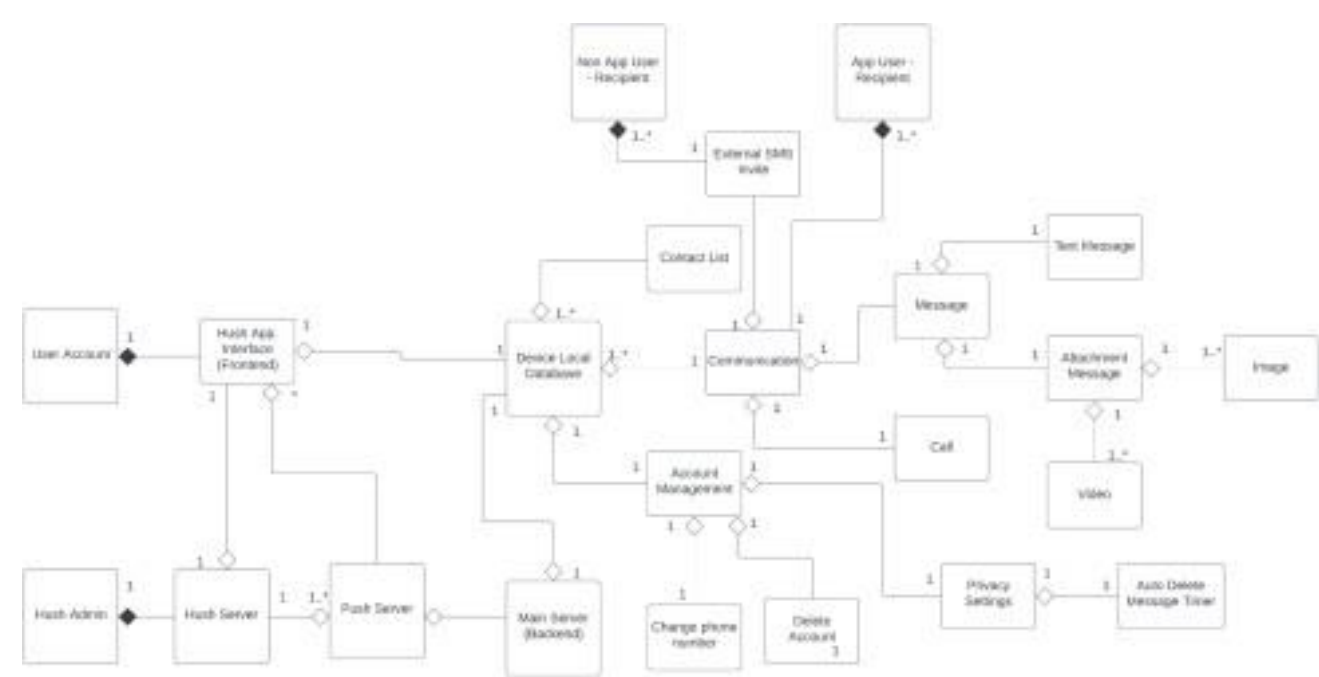 Non App User
- Recipient
App User -
Recipient
1..*
1..*
1
External SMS
Invite
1
Text Message
Contact List
1
Message
1..*
1
1
User Account
1
Hush App
Interface
(Frontend)
1
1
Device Local
Database
1..*
1
Communication
1
1
Attachment
Message
1
1
1..*
Image
1
*
1
1
1
1
1
Call
1..*
Video
1
Account
Management
1
1
1
Hush Admin
1
1
Hush Server
1
1..*
Push Server
1
Main Server
(Backend)
1
Change phone
number
Delete
Account
1
1
Privacy
Settings
1
1
Auto Delete
Message Timer